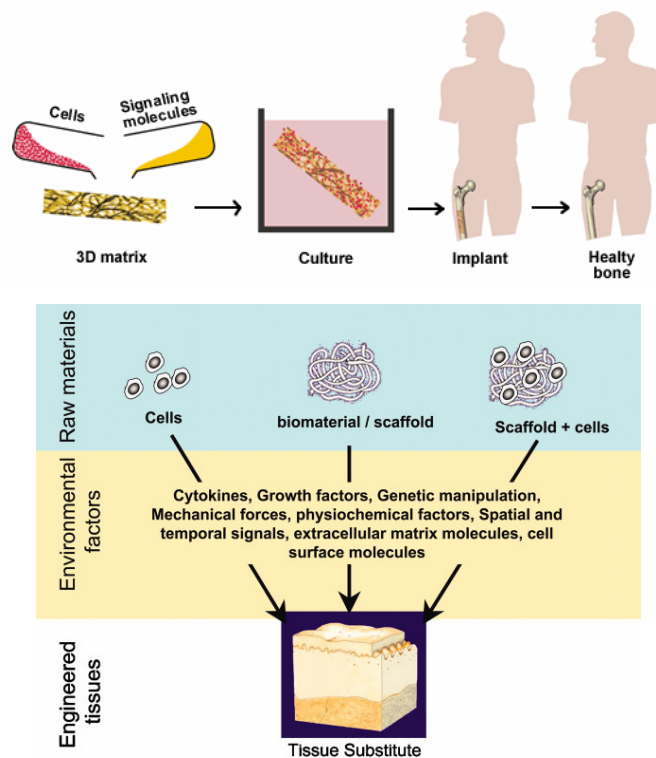 Cells
Signaling
molecules
3D matrix
Culture
Implant
Healty
bone
Raw materials
Cells
biomaterial / scaffold
Scaffold + cells
Environmental
factors
Cytokines, Growth factors, Genetic manipulation,
Mechanical forces, physiochemical factors, Spatial and
temporal signals, extracellular matrix molecules, cell
surface molecules
Engineered
tissues
Tissue Substitute